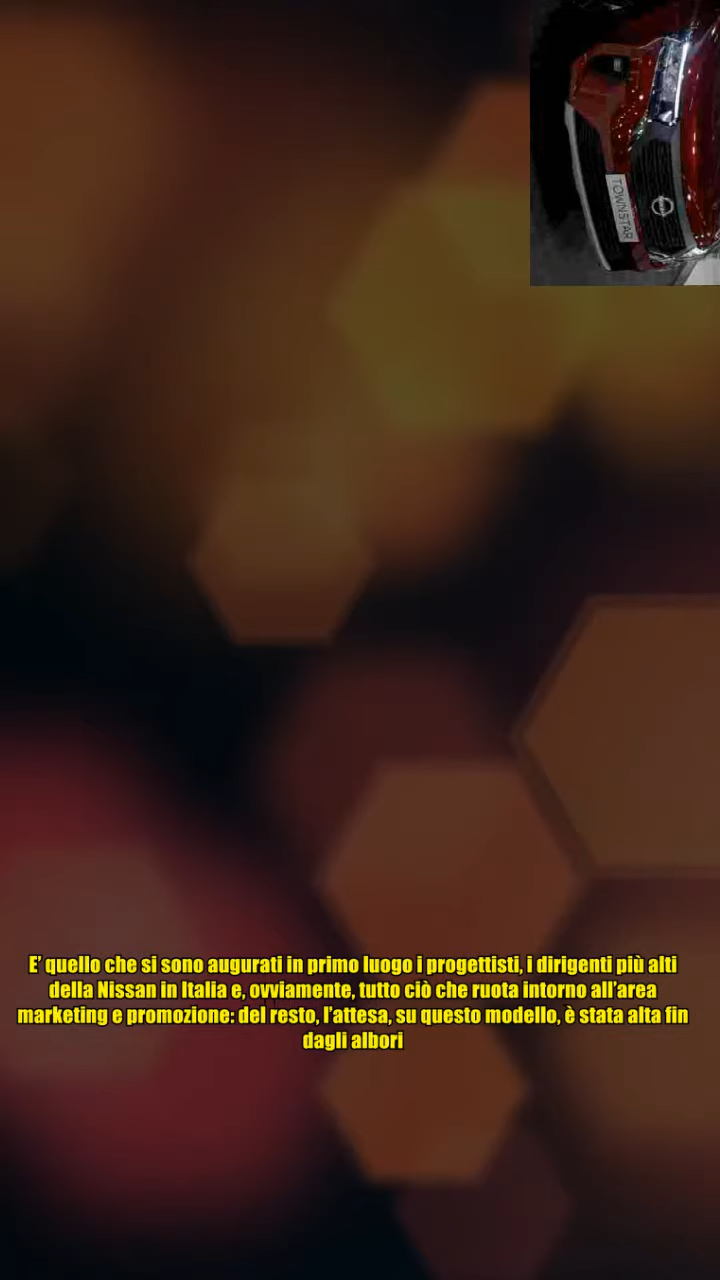 TOWNSTAR
E' quello che si sono augurati in primo luogo i progettisti, i dirigenti più alti
della Nissan in Italia e, ovviamente, tutto ciò che ruota intorno all'area
marketing e promozione: del resto, l'attesa, su questo modello, è stata alta fin
dagli albori